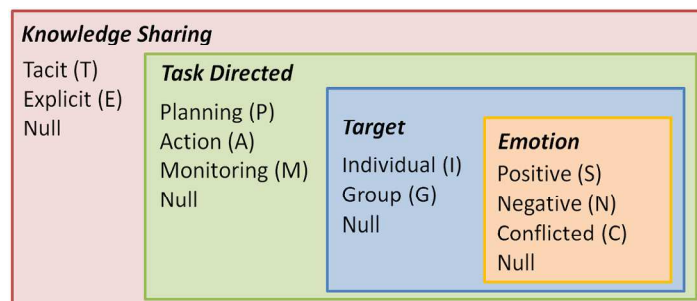 Knowledge Sharing
Tacit (T)
Explicit (E)
Null
Task Directed
Planning (P)
Action (A)
Monitoring (M)
Null
Target
Individual (I)
Group (G)
Null
Emotion
Positive (S)
Negative (N)
Conflicted (C)
Null